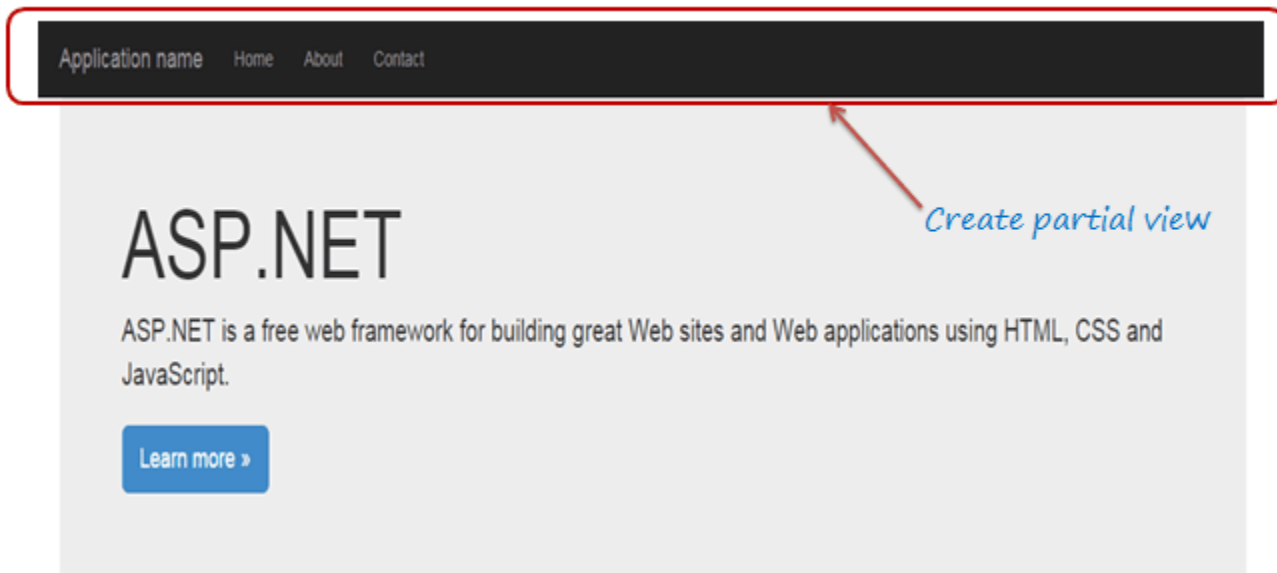 Application name Home About Contact
Create partial view
ASP.NET
ASP.NET is a free web framework for building great Web sites and Web applications using HTML, CSS and
JavaScript.
Learn more »